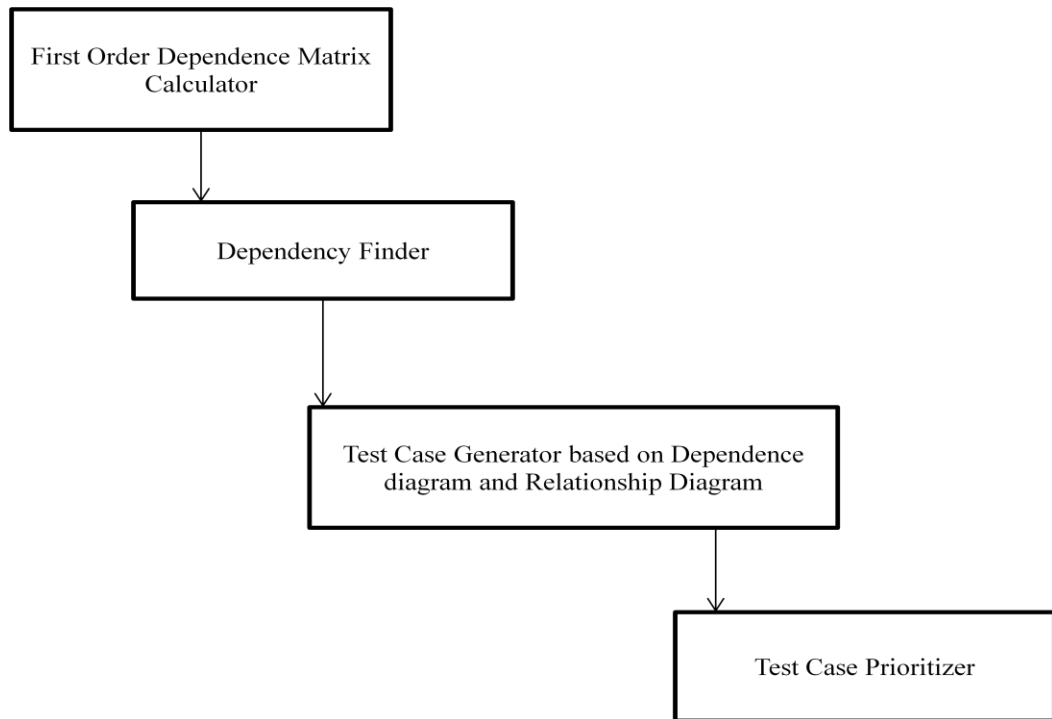 First Order Dependence Matrix
Calculator
Dependency Finder
Test Case Generator based on Dependence
diagram and Relationship Diagram
Test Case Prioritizer